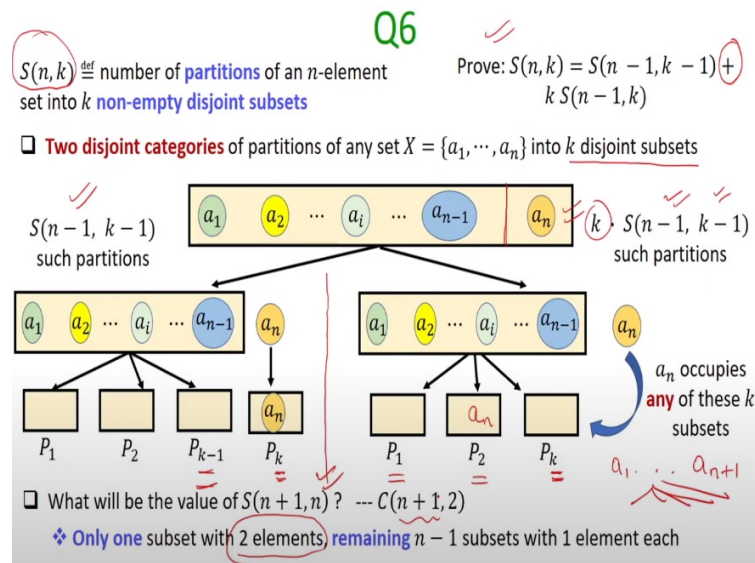 Q6
S(n, k) ≝ number of partitions of an n-element
set into k non-empty disjoint subsets
Prove: S(n, k) = S(n − 1, k − 1) +
k S(n−1, k)
❑ Two disjoint categories of partitions of any set X = {a₁, ⋯, aₙ} into k disjoint subsets
S(n − 1, k − 1)
such partitions
a₁ a₂ ⋯ aᵢ ⋯ aₙ₋₁ aₙ
k · S(n − 1, k − 1)
such partitions
a₁ a₂ ⋯ aᵢ ⋯ aₙ₋₁ aₙ
a₁ a₂ ⋯ aᵢ ⋯ aₙ₋₁ aₙ
aₙ
P₁ P₂ Pₖ₋₁ Pₖ
aₙ
P₁ P₂ Pₖ
aₙ occupies
any of these k
subsets
a₁ . . . aₙ₊₁
❑ What will be the value of S(n + 1, n) ? --- C(n + 1, 2)
❖ Only one subset with 2 elements, remaining n − 1 subsets with 1 element each